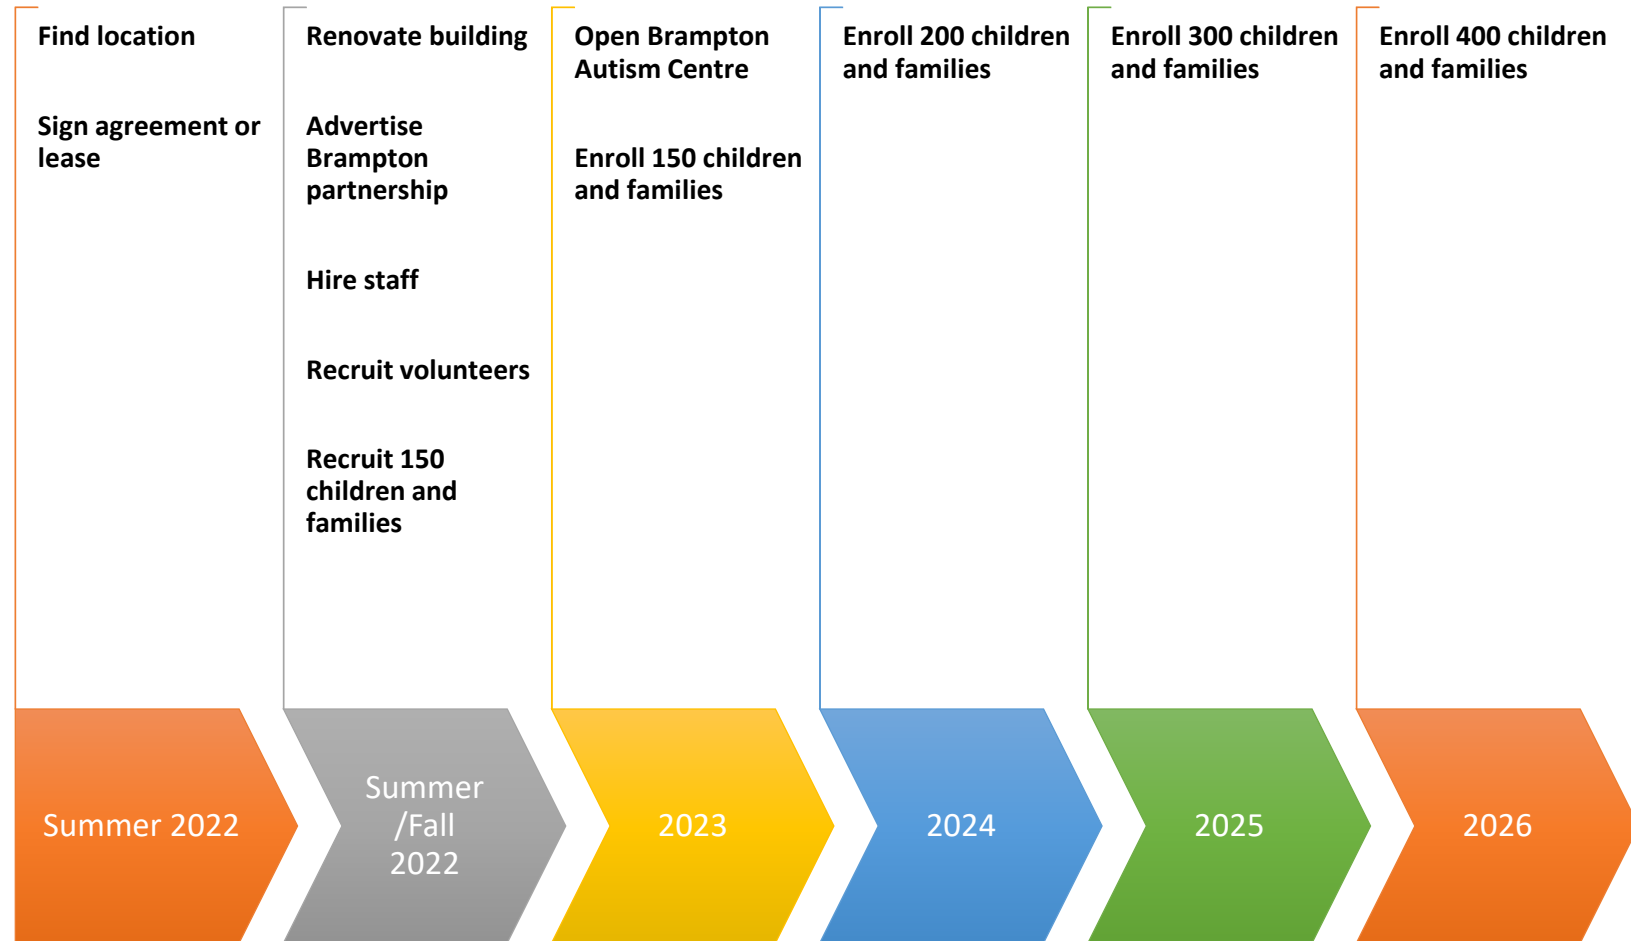 Find location
Sign agreement or
lease
Renovate building
Advertise
Brampton
partnership
Hire staff
Recruit volunteers
Recruit 150
children and
families
Open Brampton
Autism Centre
Enroll 150 children
and families
Enroll 200 children
and families
Enroll 300 children
and families
Enroll 400 children
and families
Summer 2022
Summer
/Fall
2022
2023
2024
2025
2026